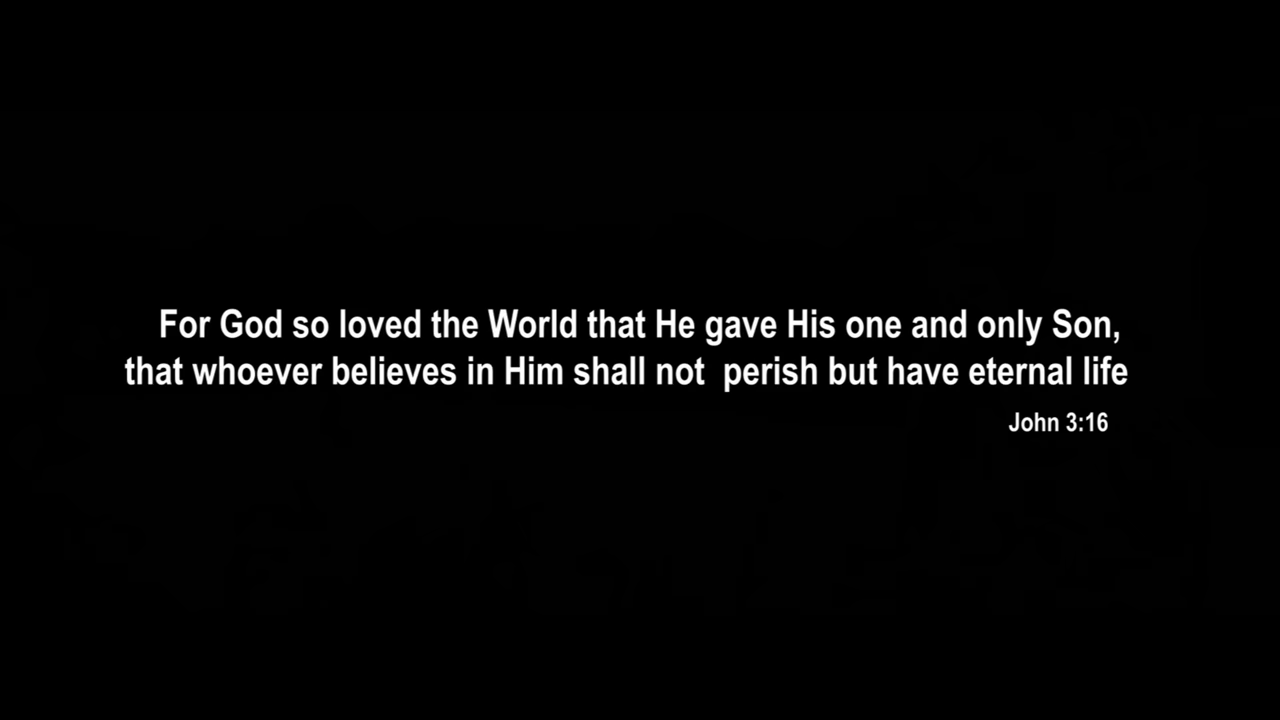 For God so loved the World that He gave His one and only Son,
that whoever believes in Him shall not  perish but have eternal life
John 3:16